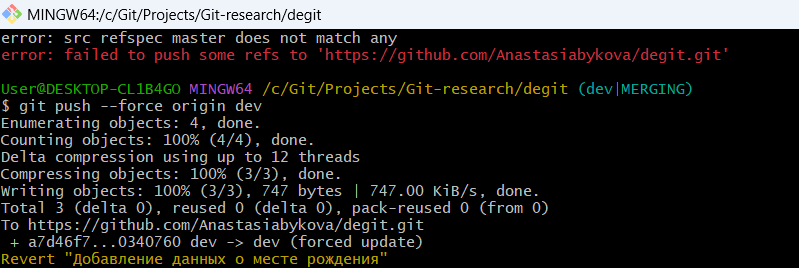 MINGW64:/c/Git/Projects/Git-research/degit
error: src refspec master does not match any
error: failed to push some refs to 'https://github.com/Anastasiabykova/degit.git'
User@DESKTOP-CL1B4GO MINGW64 /c/Git/Projects/Git-research/degit (dev|MERGING)
$ git push --force origin dev
Enumerating objects: 4, done.
Counting objects: 100% (4/4), done.
Delta compression using up to 12 threads
Compressing objects: 100% (3/3), done.
Writing objects: 100% (3/3), 747 bytes | 747.00 KiB/s, done.
Total 3 (delta 0), reused 0 (delta 0), pack-reused 0 (from 0)
To https://github.com/Anastasiabykova/degit.git
 + a7d46f7...0340760 dev -> dev (forced update)
Revert "Добавление данных о месте рождения"